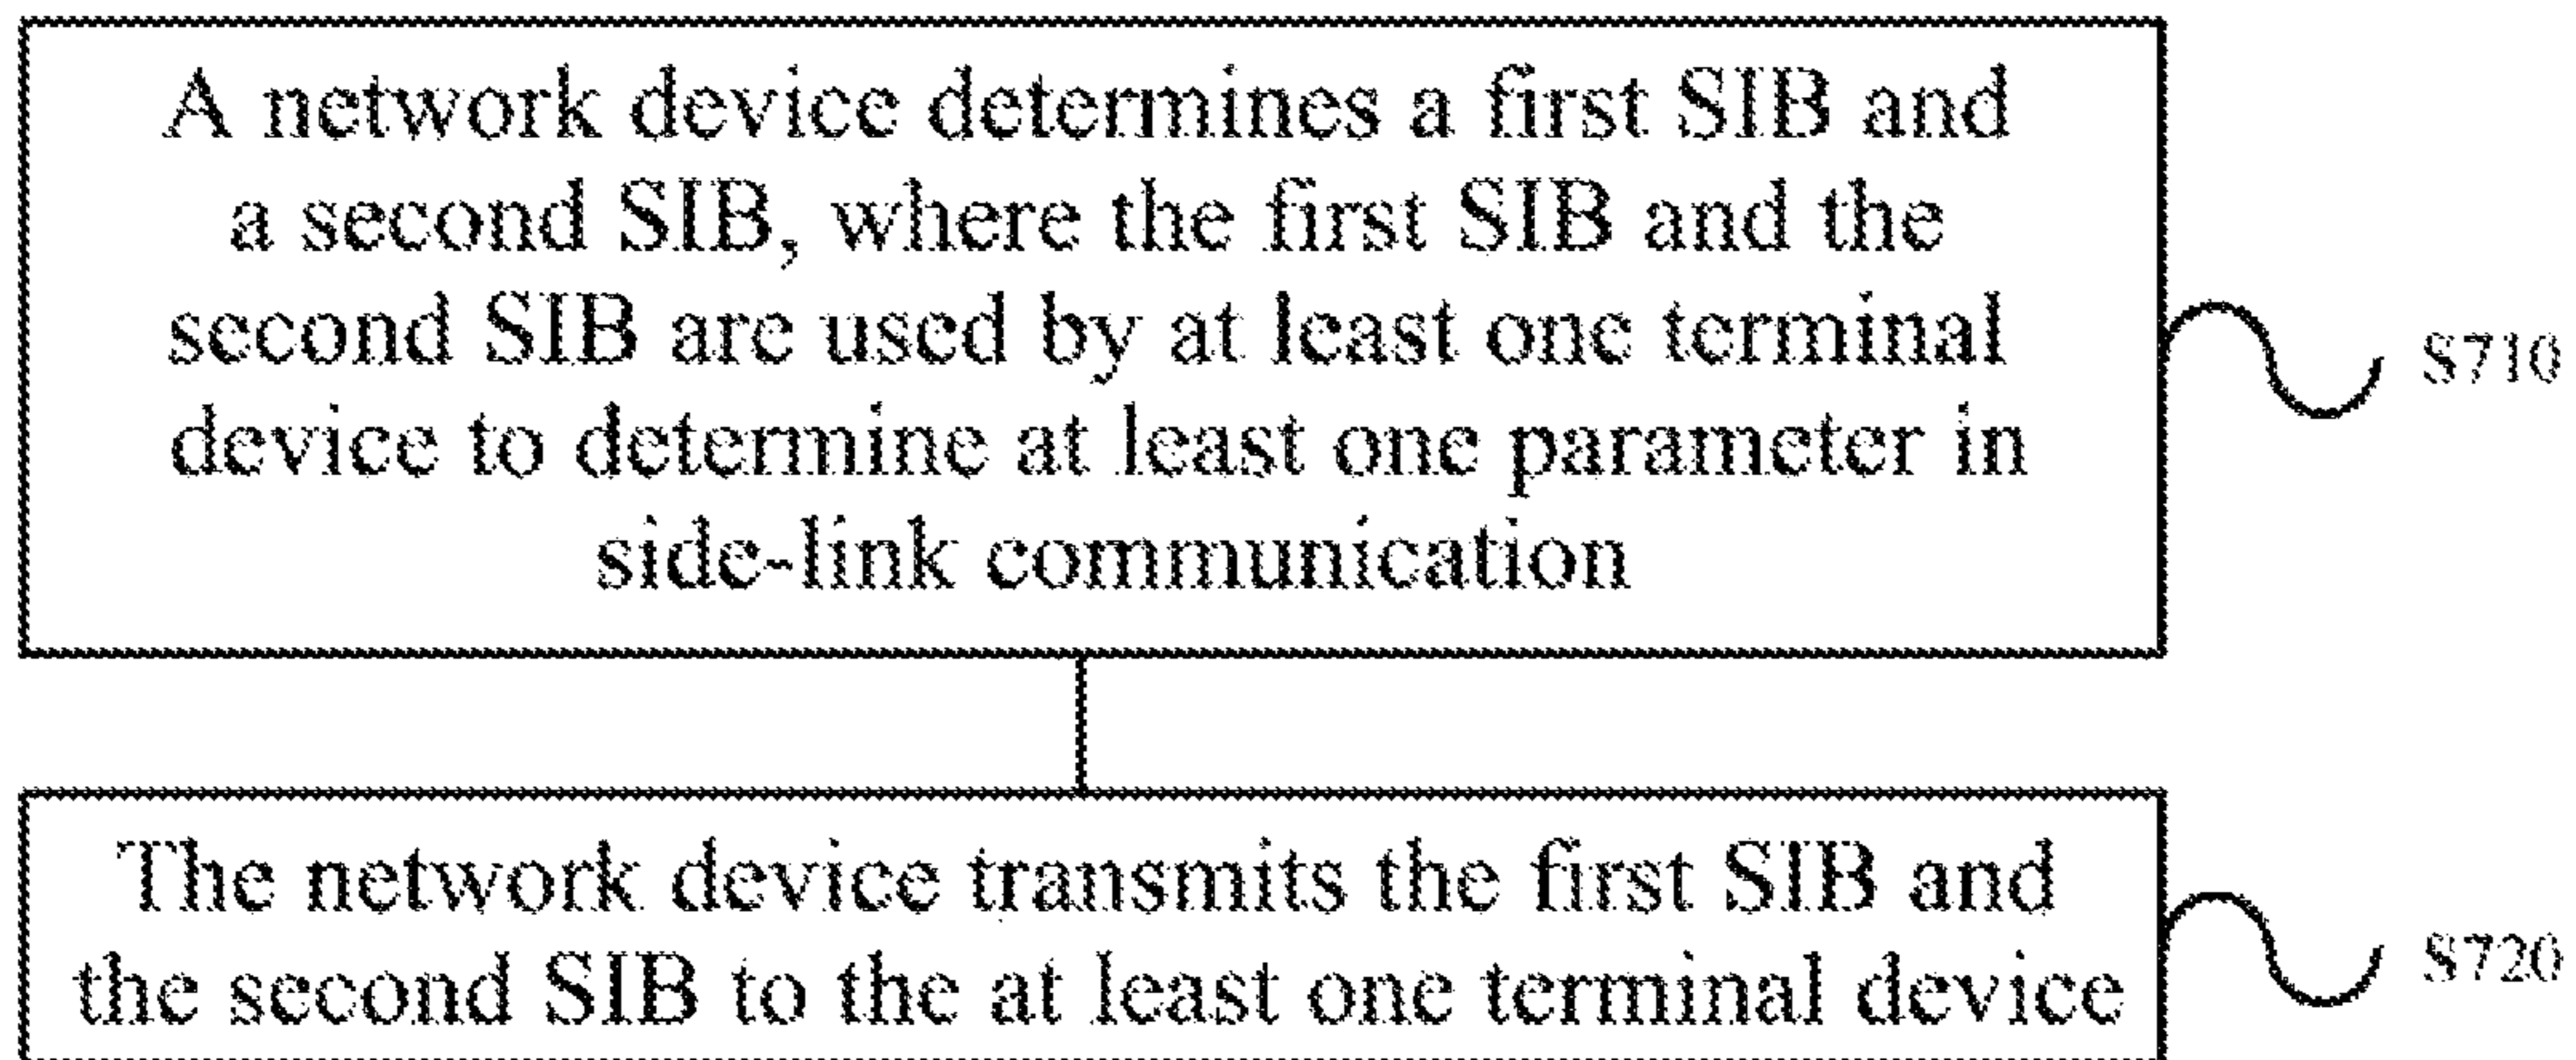 A network device determines a first SIB and
a second SIB, where the first SIB and the
second SIB are used by at least one terminal
device to determine at least one parameter in
side-link communication
S710
The network device transmits the first SIB and
the second SIB to the at least one terminal device
S720